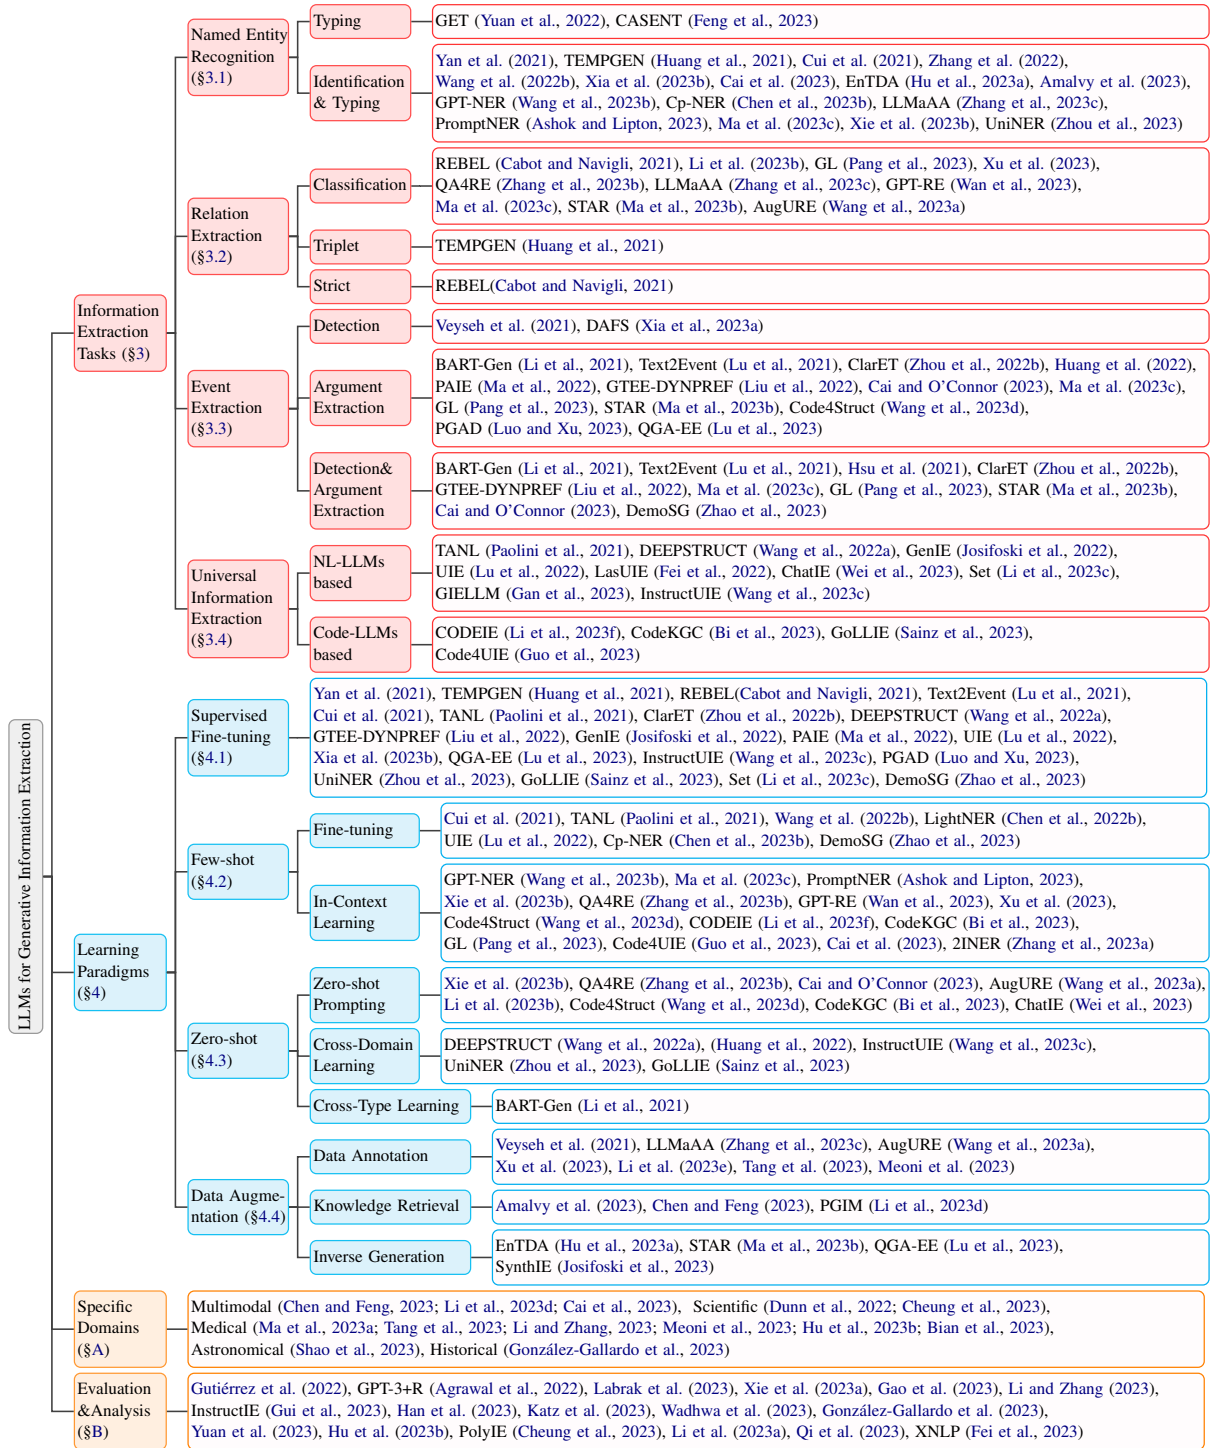 LLMs for Generative Information Extraction
Information
Extraction
Tasks (§3)
Named Entity
Recognition
(§3.1)
Typing
GET (Yuan et al., 2022), CASENT (Feng et al., 2023)
Identification
& Typing
Yan et al. (2021), TEMPGEN (Huang et al., 2021), Cui et al. (2021), Zhang et al. (2022),
Wang et al. (2022b), Xia et al. (2023b), Cai et al. (2023), EnTDA (Hu et al., 2023a), Amalvy et al. (2023),
GPT-NER (Wang et al., 2023b), Cp-NER (Chen et al., 2023b), LLMaAA (Zhang et al., 2023c),
PromptNER (Ashok and Lipton, 2023), Ma et al. (2023c), Xie et al. (2023b), UniNER (Zhou et al., 2023)
Relation
Extraction
(§3.2)
Classification
REBEL (Cabot and Navigli, 2021), Li et al. (2023b), GL (Pang et al., 2023), Xu et al. (2023),
QA4RE (Zhang et al., 2023b), LLMaAA (Zhang et al., 2023c), GPT-RE (Wan et al., 2023),
Ma et al. (2023c), STAR (Ma et al., 2023b), AugURE (Wang et al., 2023a)
Triplet
TEMPGEN (Huang et al., 2021)
Strict
REBEL(Cabot and Navigli, 2021)
Event
Extraction
(§3.3)
Detection
Veyseh et al. (2021), DAFS (Xia et al., 2023a)
Argument
Extraction
BART-Gen (Li et al., 2021), Text2Event (Lu et al., 2021), ClarET (Zhou et al., 2022b), Huang et al. (2022),
PAIE (Ma et al., 2022), GTEE-DYNPREF (Liu et al., 2022), Cai and O'Connor (2023), Ma et al. (2023c),
GL (Pang et al., 2023), STAR (Ma et al., 2023b), Code4Struct (Wang et al., 2023d),
PGAD (Luo and Xu, 2023), QGA-EE (Lu et al., 2023)
Detection&
Argument
Extraction
BART-Gen (Li et al., 2021), Text2Event (Lu et al., 2021), Hsu et al. (2021), ClarET (Zhou et al., 2022b),
GTEE-DYNPREF (Liu et al., 2022), Ma et al. (2023c), GL (Pang et al., 2023), STAR (Ma et al., 2023b),
Cai and O'Connor (2023), DemoSG (Zhao et al., 2023)
Universal
Information
Extraction
(§3.4)
NL-LLMs
based
TANL (Paolini et al., 2021), DEEPSTRUCT (Wang et al., 2022a), GenIE (Josifoski et al., 2022),
UIE (Lu et al., 2022), LasUIE (Fei et al., 2022), ChatIE (Wei et al., 2023), Set (Li et al., 2023c),
GIELLM (Gan et al., 2023), InstructUIE (Wang et al., 2023c)
Code-LLMs
based
CODEIE (Li et al., 2023f), CodeKGC (Bi et al., 2023), GoLLIE (Sainz et al., 2023),
Code4UIE (Guo et al., 2023)
Learning
Paradigms
(§4)
Supervised
Fine-tuning
(§4.1)
Yan et al. (2021), TEMPGEN (Huang et al., 2021), REBEL(Cabot and Navigli, 2021), Text2Event (Lu et al., 2021),
Cui et al. (2021), TANL (Paolini et al., 2021), ClarET (Zhou et al., 2022b), DEEPSTRUCT (Wang et al., 2022a),
GTEE-DYNPREF (Liu et al., 2022), GenIE (Josifoski et al., 2022), PAIE (Ma et al., 2022), UIE (Lu et al., 2022),
Xia et al. (2023b), QGA-EE (Lu et al., 2023), InstructUIE (Wang et al., 2023c), PGAD (Luo and Xu, 2023),
UniNER (Zhou et al., 2023), GoLLIE (Sainz et al., 2023), Set (Li et al., 2023c), DemoSG (Zhao et al., 2023)
Few-shot
(§4.2)
Fine-tuning
Cui et al. (2021), TANL (Paolini et al., 2021), Wang et al. (2022b), LightNER (Chen et al., 2022b),
UIE (Lu et al., 2022), Cp-NER (Chen et al., 2023b), DemoSG (Zhao et al., 2023)
In-Context
Learning
GPT-NER (Wang et al., 2023b), Ma et al. (2023c), PromptNER (Ashok and Lipton, 2023),
Xie et al. (2023b), QA4RE (Zhang et al., 2023b), GPT-RE (Wan et al., 2023), Xu et al. (2023),
Code4Struct (Wang et al., 2023d), CODEIE (Li et al., 2023f), CodeKGC (Bi et al., 2023),
GL (Pang et al., 2023), Code4UIE (Guo et al., 2023), Cai et al. (2023), 2INER (Zhang et al., 2023a)
Zero-shot
(§4.3)
Zero-shot
Prompting
Xie et al. (2023b), QA4RE (Zhang et al., 2023b), Cai and O'Connor (2023), AugURE (Wang et al., 2023a),
Li et al. (2023b), Code4Struct (Wang et al., 2023d), CodeKGC (Bi et al., 2023), ChatIE (Wei et al., 2023)
Cross-Domain
Learning
DEEPSTRUCT (Wang et al., 2022a), (Huang et al., 2022), InstructUIE (Wang et al., 2023c),
UniNER (Zhou et al., 2023), GoLLIE (Sainz et al., 2023)
Cross-Type Learning
BART-Gen (Li et al., 2021)
Data Augme-
ntation (§4.4)
Data Annotation
Veyseh et al. (2021), LLMaAA (Zhang et al., 2023c), AugURE (Wang et al., 2023a),
Xu et al. (2023), Li et al. (2023e), Tang et al. (2023), Meoni et al. (2023)
Knowledge Retrieval
Amalvy et al. (2023), Chen and Feng (2023), PGIM (Li et al., 2023d)
Inverse Generation
EnTDA (Hu et al., 2023a), STAR (Ma et al., 2023b), QGA-EE (Lu et al., 2023),
SynthIE (Josifoski et al., 2023)
Specific
Domains
(§A)
Multimodal (Chen and Feng, 2023; Li et al., 2023d; Cai et al., 2023), Scientific (Dunn et al., 2022; Cheung et al., 2023),
Medical (Ma et al., 2023a; Tang et al., 2023; Li and Zhang, 2023; Meoni et al., 2023; Hu et al., 2023b; Bian et al., 2023),
Astronomical (Shao et al., 2023), Historical (González-Gallardo et al., 2023)
Evaluation
&Analysis
(§B)
Gutiérrez et al. (2022), GPT-3+R (Agrawal et al., 2022), Labrak et al. (2023), Xie et al. (2023a), Gao et al. (2023), Li and Zhang (2023),
InstructIE (Gui et al., 2023), Han et al. (2023), Katz et al. (2023), Wadhwa et al. (2023), González-Gallardo et al. (2023),
Yuan et al. (2023), Hu et al. (2023b), PolyIE (Cheung et al., 2023), Li et al. (2023a), Qi et al. (2023), XNLP (Fei et al., 2023)